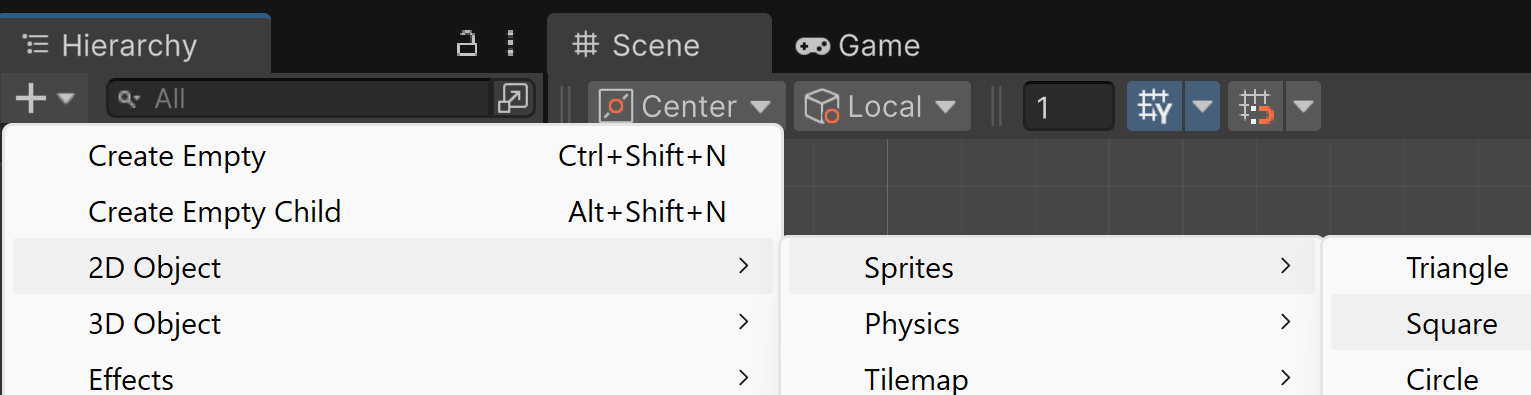 Hierarchy Scene Game
All Center Local 1 Y
Create Empty Ctrl+Shift+N
Create Empty Child Alt+Shift+N
2D Object Sprites Triangle
3D Object Physics Square
Effects Tilemap Circle